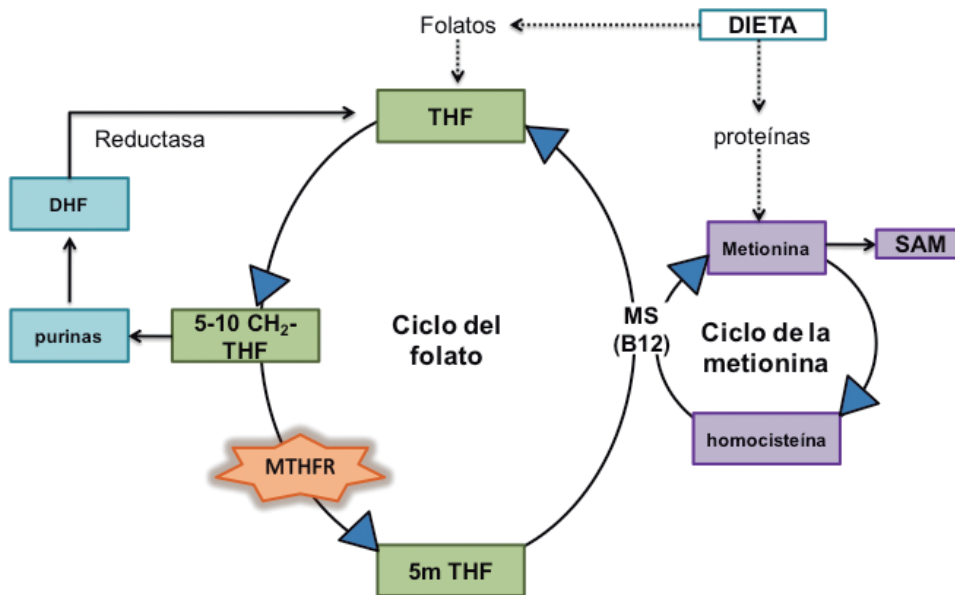 Folatos
DIETA
THF
Reductasa
proteínas
DHF
Metionina
SAM
purinas
5-10 CH₂-
THF
Ciclo del
folato
MS
(B12)
Ciclo de la
metionina
homocisteína
MTHFR
5m THF